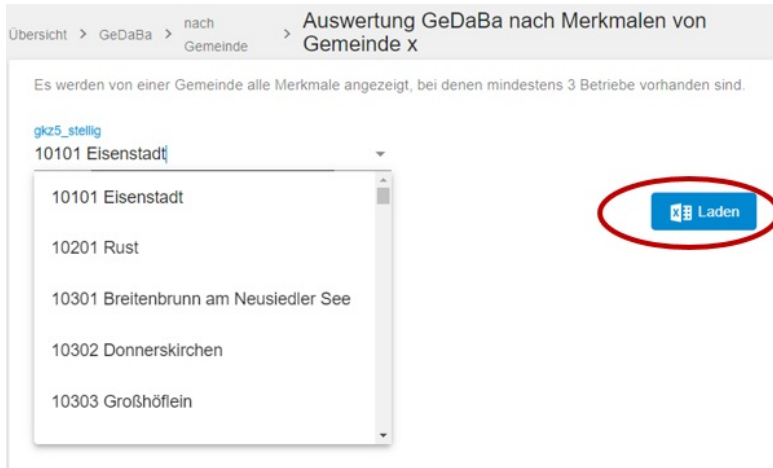 Übersicht > GeDaBa > nach Gemeinde > Auswertung GeDaBa nach Merkmalen von
Gemeinde x
Es werden von einer Gemeinde alle Merkmale angezeigt, bei denen mindestens 3 Betriebe vorhanden sind.
gkz5_stellig
10101 Eisenstadt
10101 Eisenstadt
Laden
10201 Rust
10301 Breitenbrunn am Neusiedler See
10302 Donnerskirchen
10303 Großhöflein